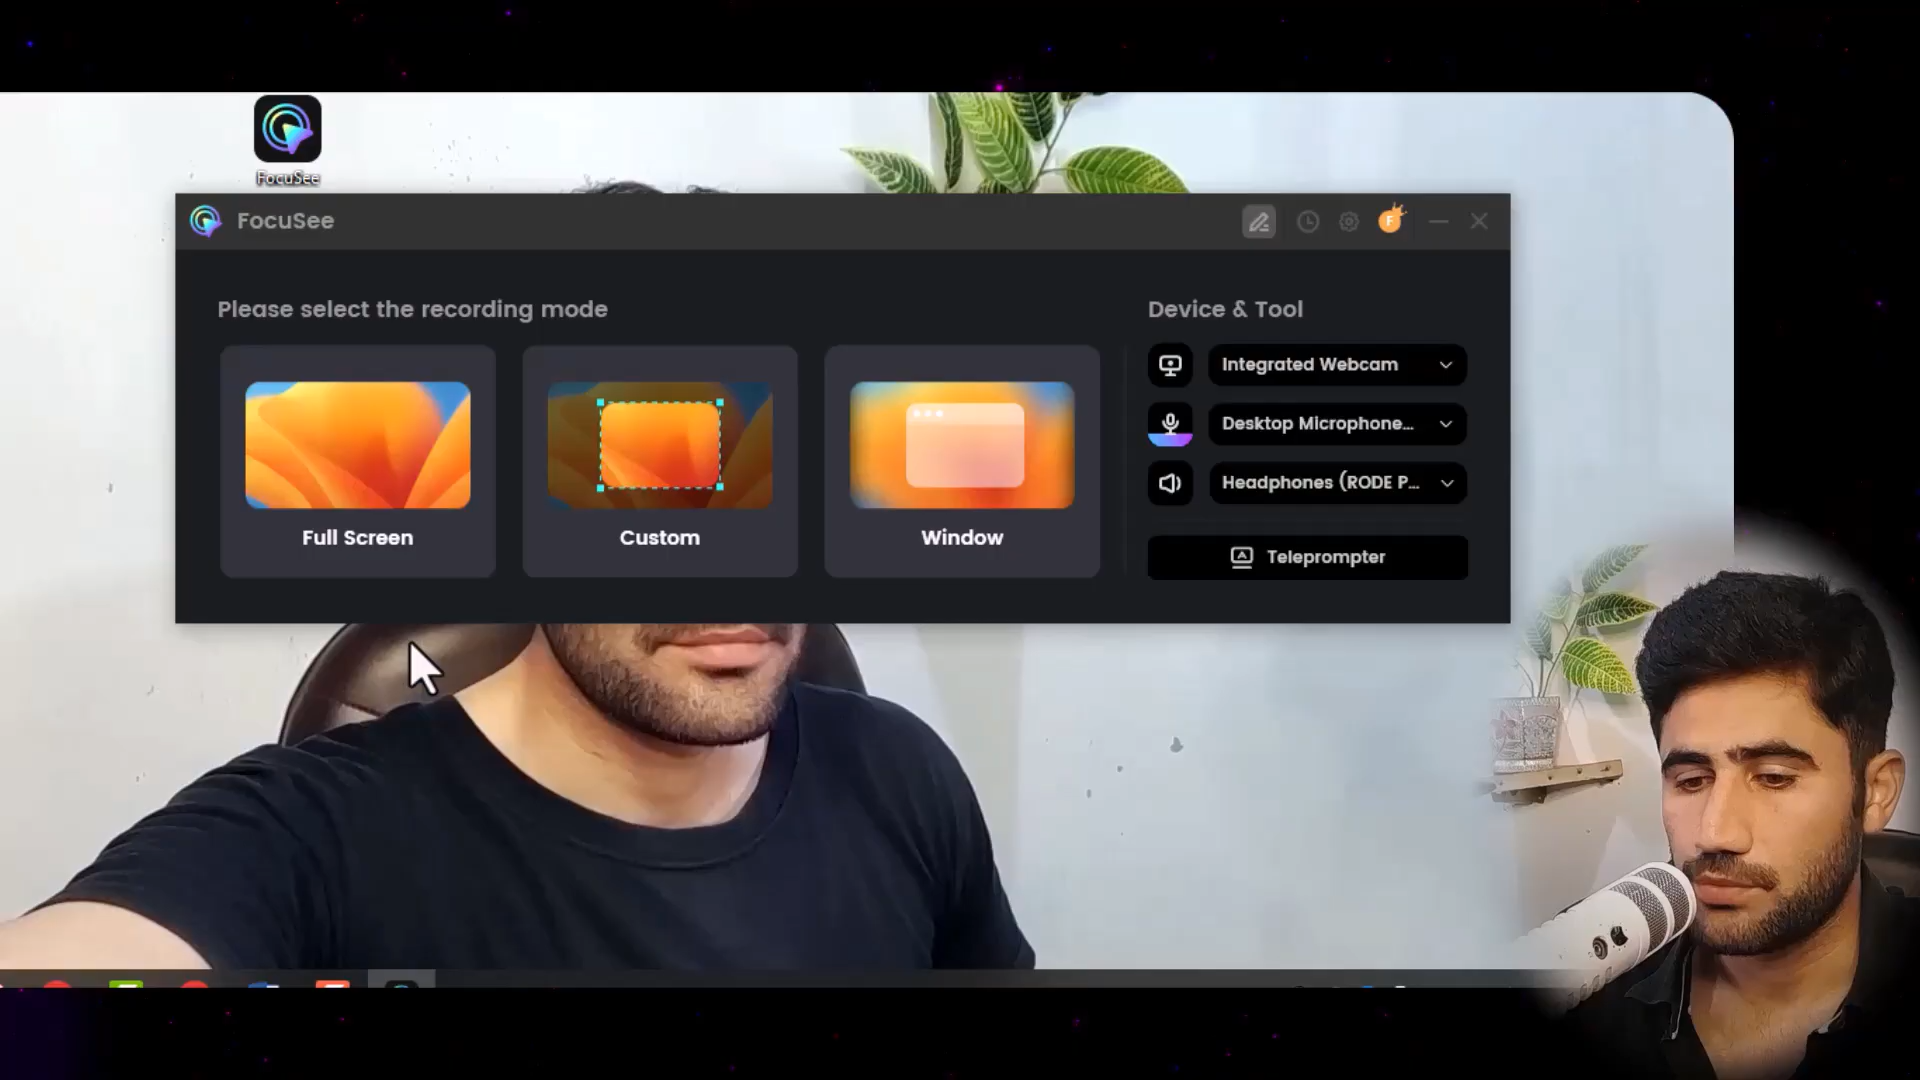 FocuSee
FocuSee
F
Please select the recording mode
Device & Tool
Integrated Webcam
Desktop Microphone...
Headphones (RODE P...
Full Screen
Custom
Window
Teleprompter